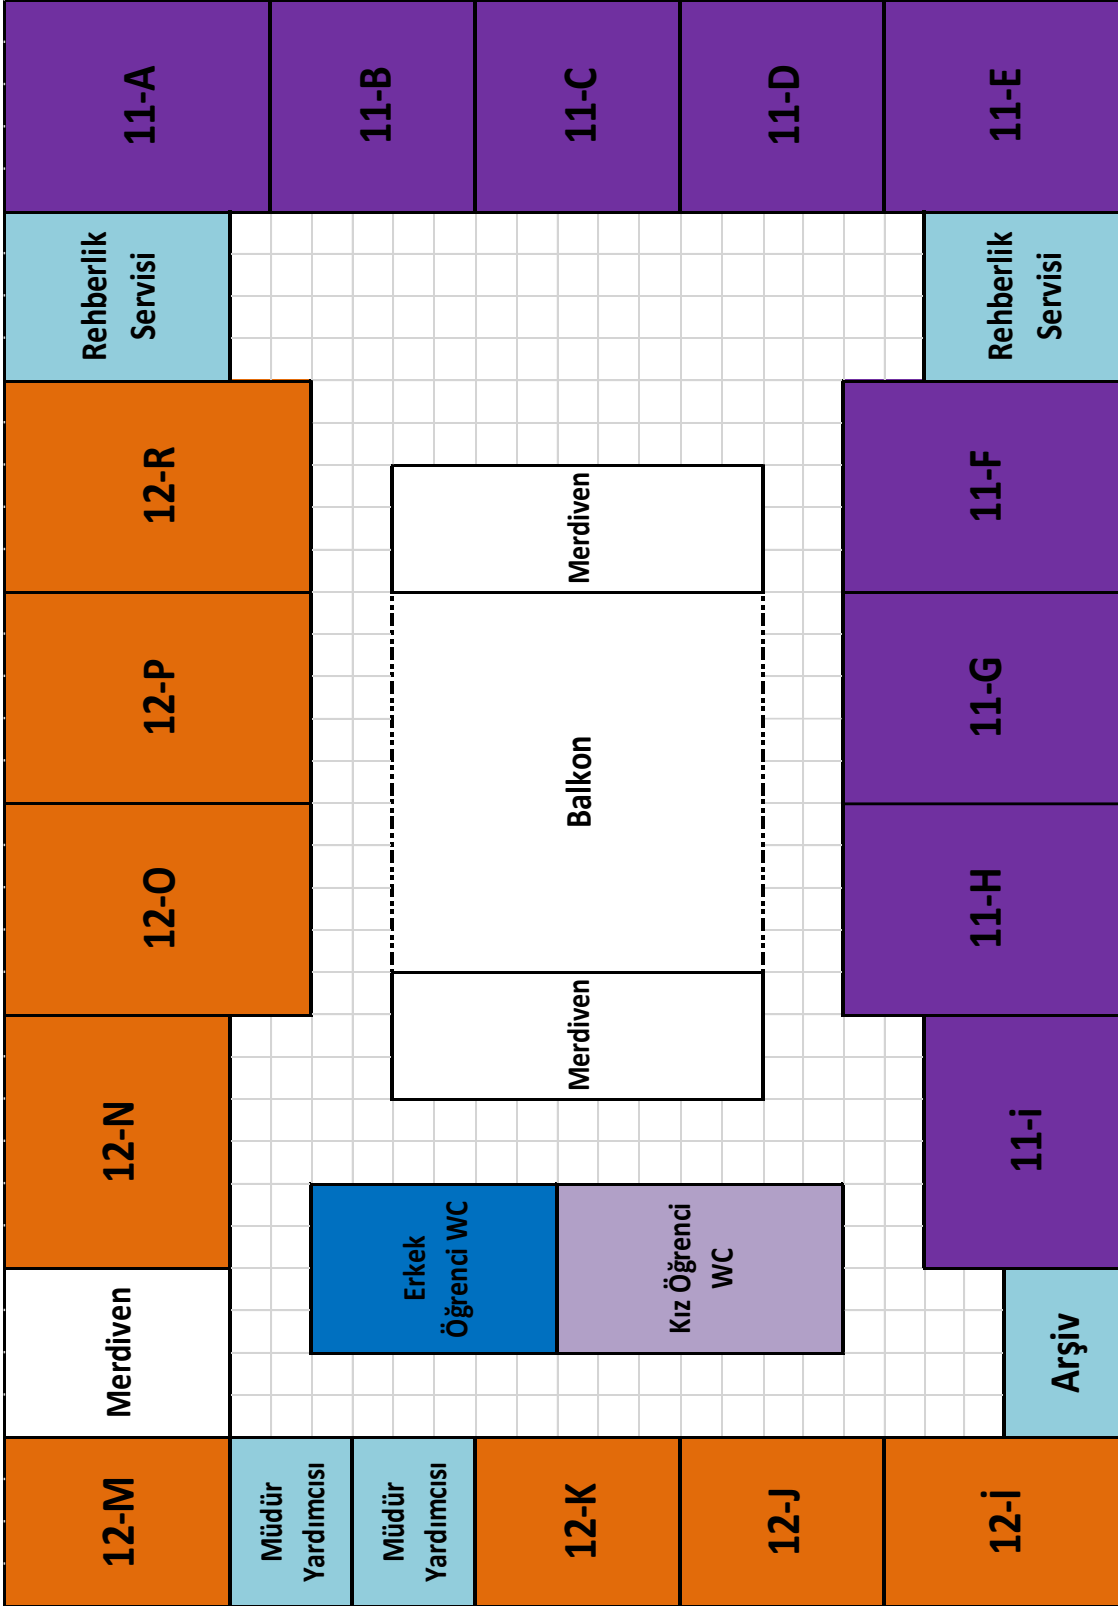 11-A
11-B
11-C
11-D
11-E
Rehberlik
Servisi
Rehberlik
Servisi
12-R
11-F
Merdiven
12-P
11-G
Balkon
12-O
11-H
Merdiven
12-N
11-i
Erkek
Öğrenci WC
Kız Öğrenci
WC
Merdiven
Arşiv
12-M
Müdür
Yardımcısı
Müdür
Yardımcısı
12-K
12-J
12-İ